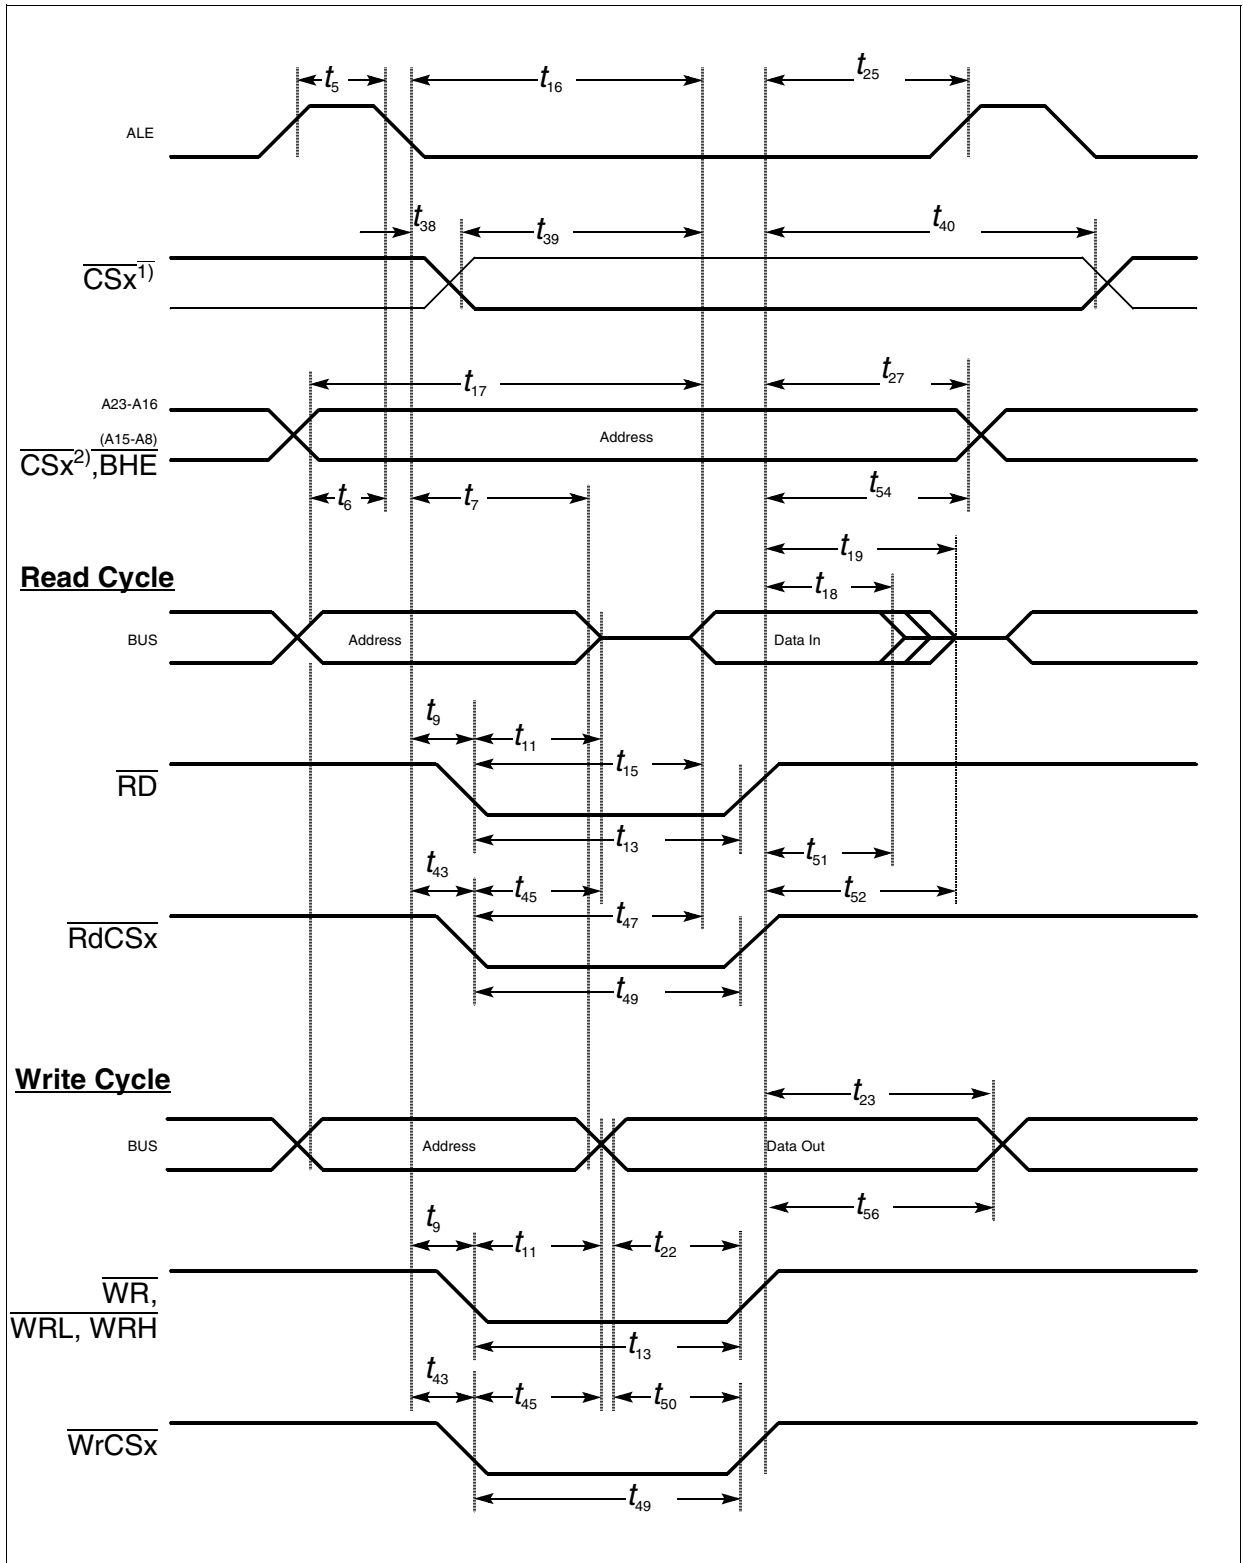 t5 t16 t25
ALE
t38 t39 t40
CSx1)
t17 t27
A23-A16
(A15-A8)
Address
CSx2),BHE
t6 t7 t54
t19
Read Cycle
t18
BUS Address Data In
t9 t11
t15
RD
t13
t51
t43 t45 t52
t47
RdCSx
t49
Write Cycle
t23
BUS Address Data Out
t56
t9 t11 t22
WR,
WRL, WRH
t13
t43 t45 t50
WrCSx
t49